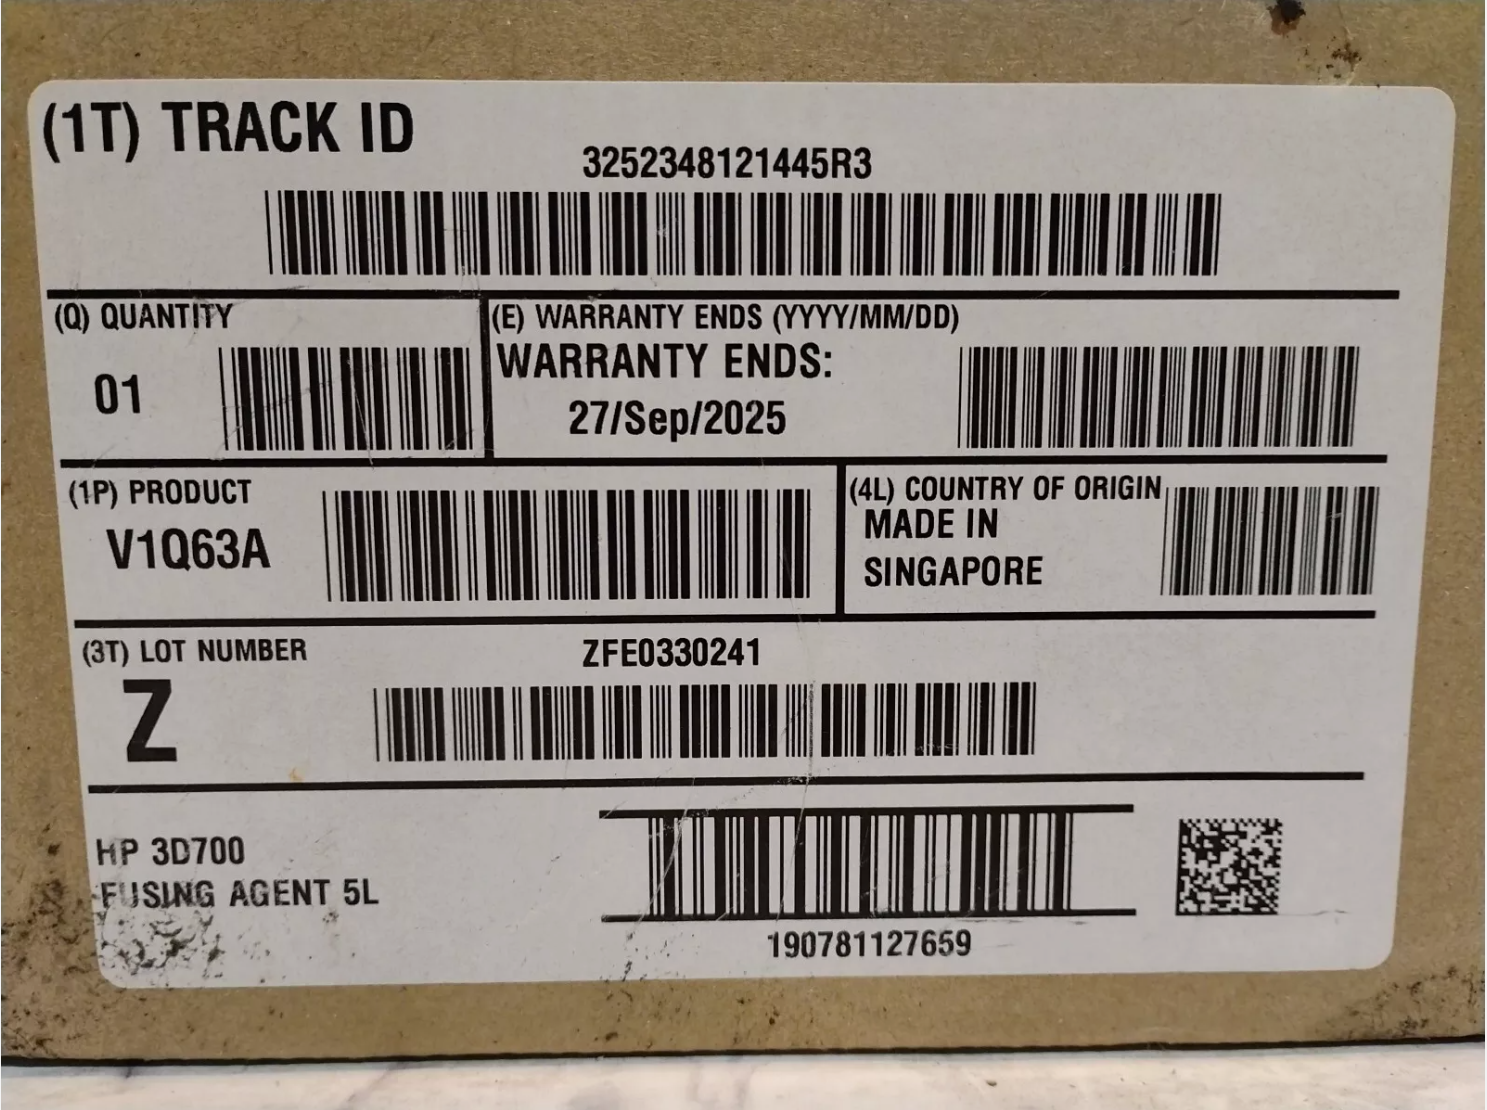 (1T) TRACK ID
3252348121445R3
(Q) QUANTITY
01
(E) WARRANTY ENDS (YYYY/MM/DD)
WARRANTY ENDS:
27/Sep/2025
(1P) PRODUCT
V1Q63A
(4L) COUNTRY OF ORIGIN
MADE IN
SINGAPORE
(3T) LOT NUMBER
ZFE0330241
Z
HP 3D700
FUSING AGENT 5L
190781127659